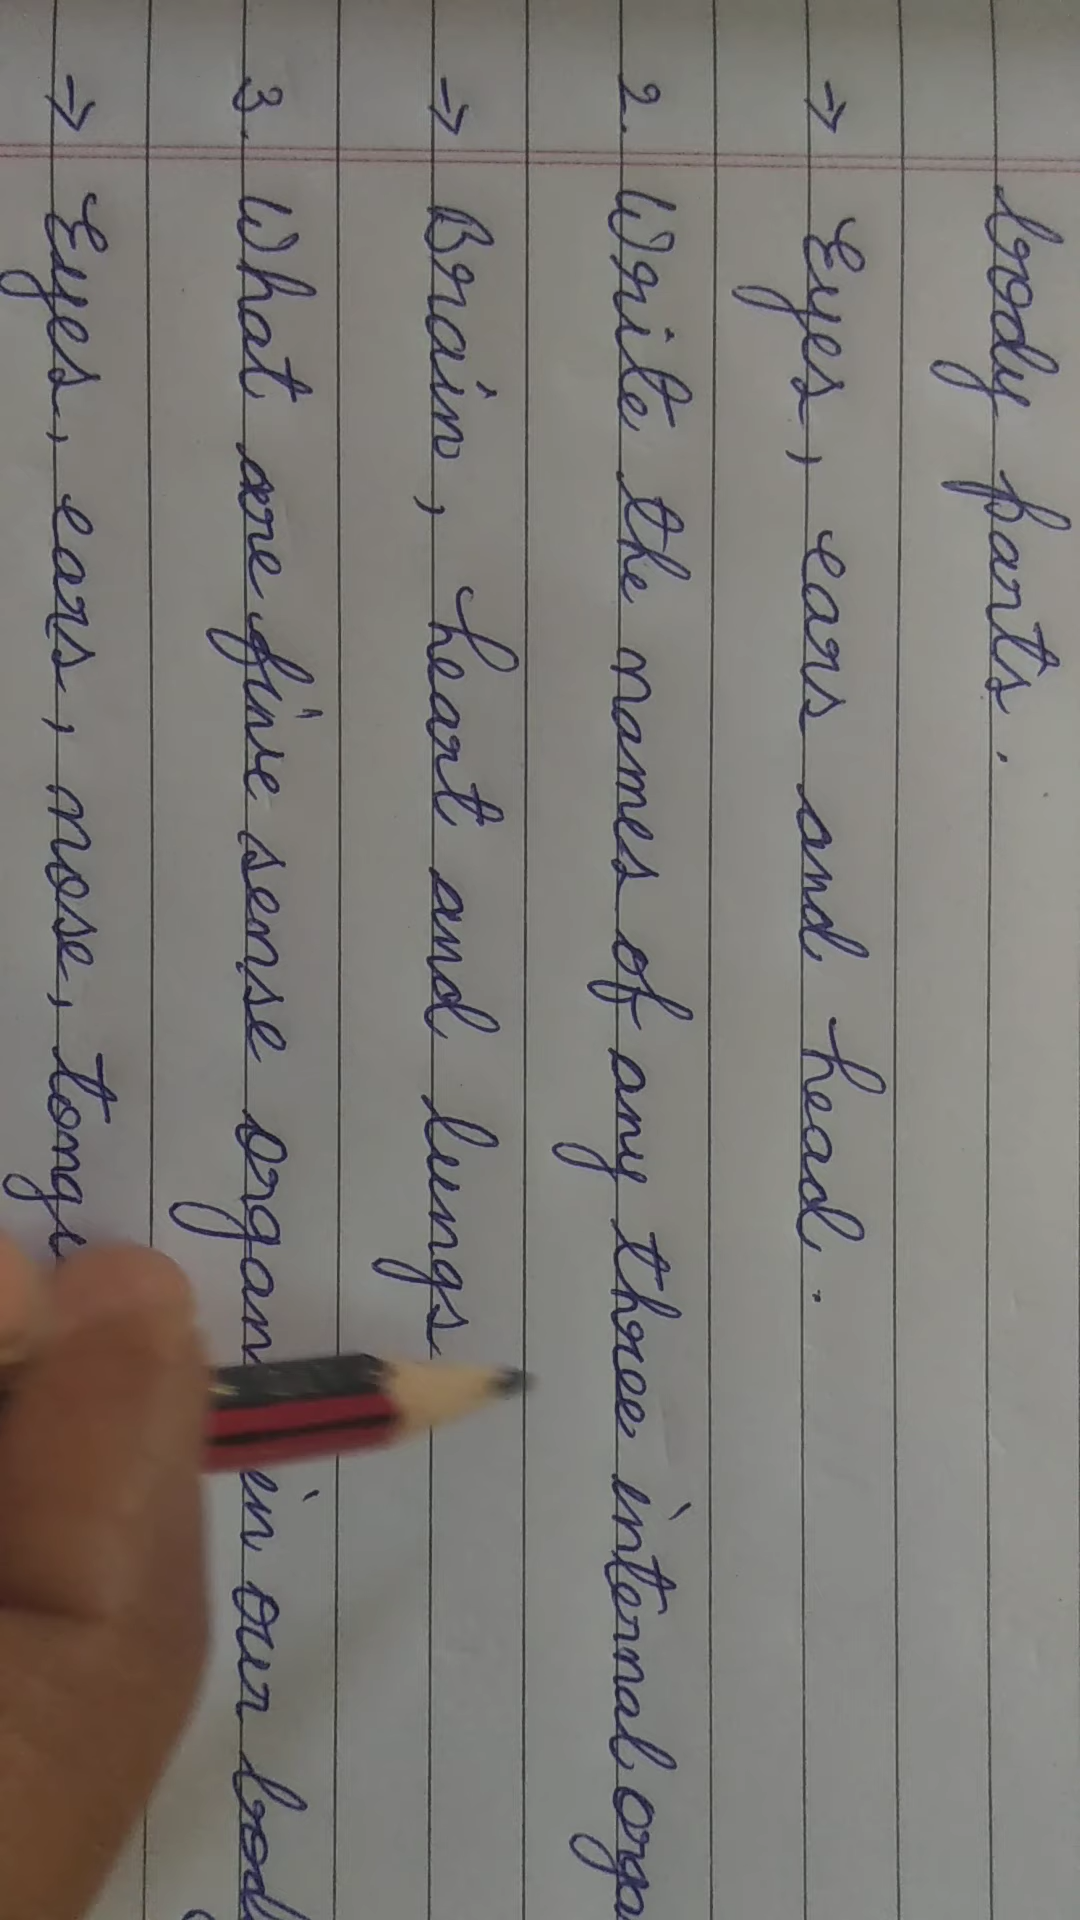 body parts.
→ Eyes, ears and head.
2. Write the names of any three internal orga
→ Brain, heart and lungs
3. What are five sense organ in our bod
→ Eyes, ears, nose, tong